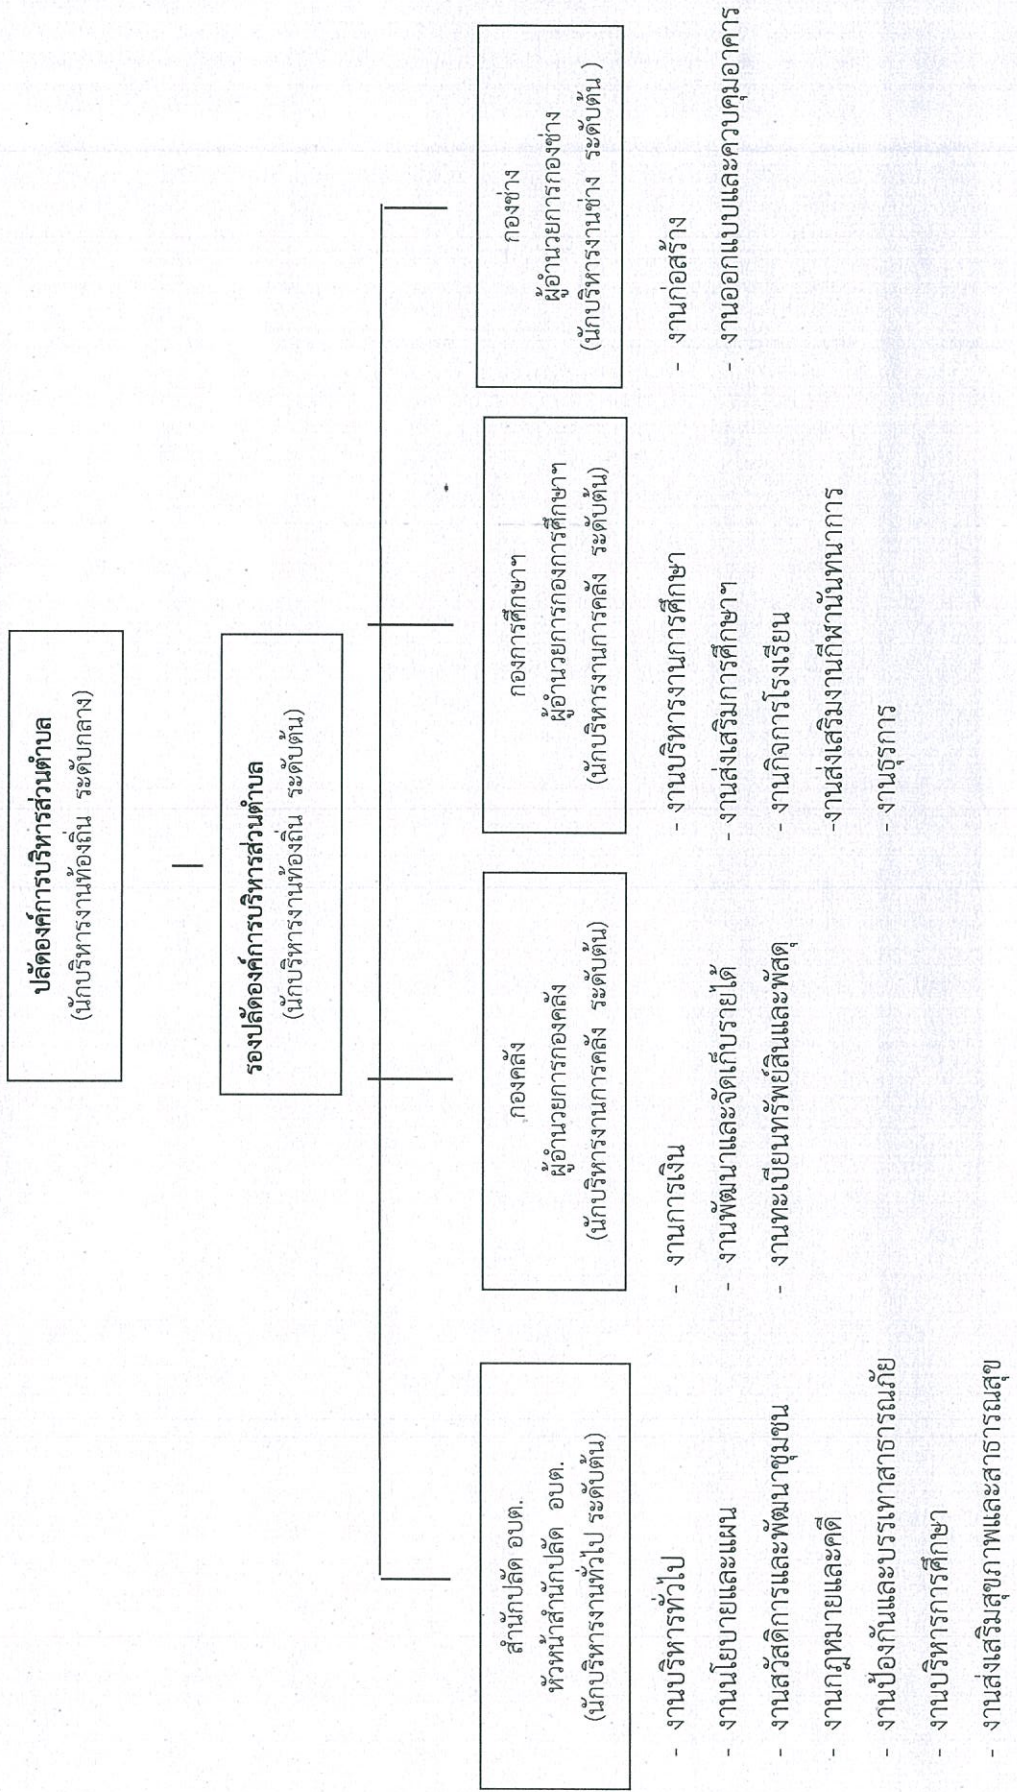 ปลัดองค์การบริหารส่วนตำบล
(นักบริหารงานท้องถิ่น ระดับกลาง)
รองปลัดองค์การบริหารส่วนตำบล
(นักบริหารงานท้องถิ่น ระดับต้น)
สำนักปลัด อบต.
หัวหน้าสำนักปลัด อบต.
(นักบริหารงานทั่วไป ระดับต้น)
- งานบริหารทั่วไป
- งานนโยบายและแผน
- งานสวัสดิการและพัฒนาชุมชน
- งานกฎหมายและคดี
- งานป้องกันและบรรเทาสาธารณภัย
- งานบริหารการศึกษา
- งานส่งเสริมสุขภาพและสาธารณสุข
กองคลัง
ผู้อำนวยการกองคลัง
(นักบริหารงานการคลัง ระดับต้น)
- งานการเงิน
- งานพัฒนาและจัดเก็บรายได้
- งานทะเบียนทรัพย์สินและพัสดุ
กองการศึกษาฯ
ผู้อำนวยการกองการศึกษาฯ
(นักบริหารงานการคลัง ระดับต้น)
- งานบริหารงานการศึกษา
- งานส่งเสริมการศึกษาฯ
- งานกิจการโรงเรียน
-งานส่งเสริมงานกีฬานันทนาการ
- งานธุรการ
กองช่าง
ผู้อำนวยการกองช่าง
(นักบริหารงานช่าง ระดับต้น )
- งานก่อสร้าง
- งานออกแบบและควบคุมอาคาร